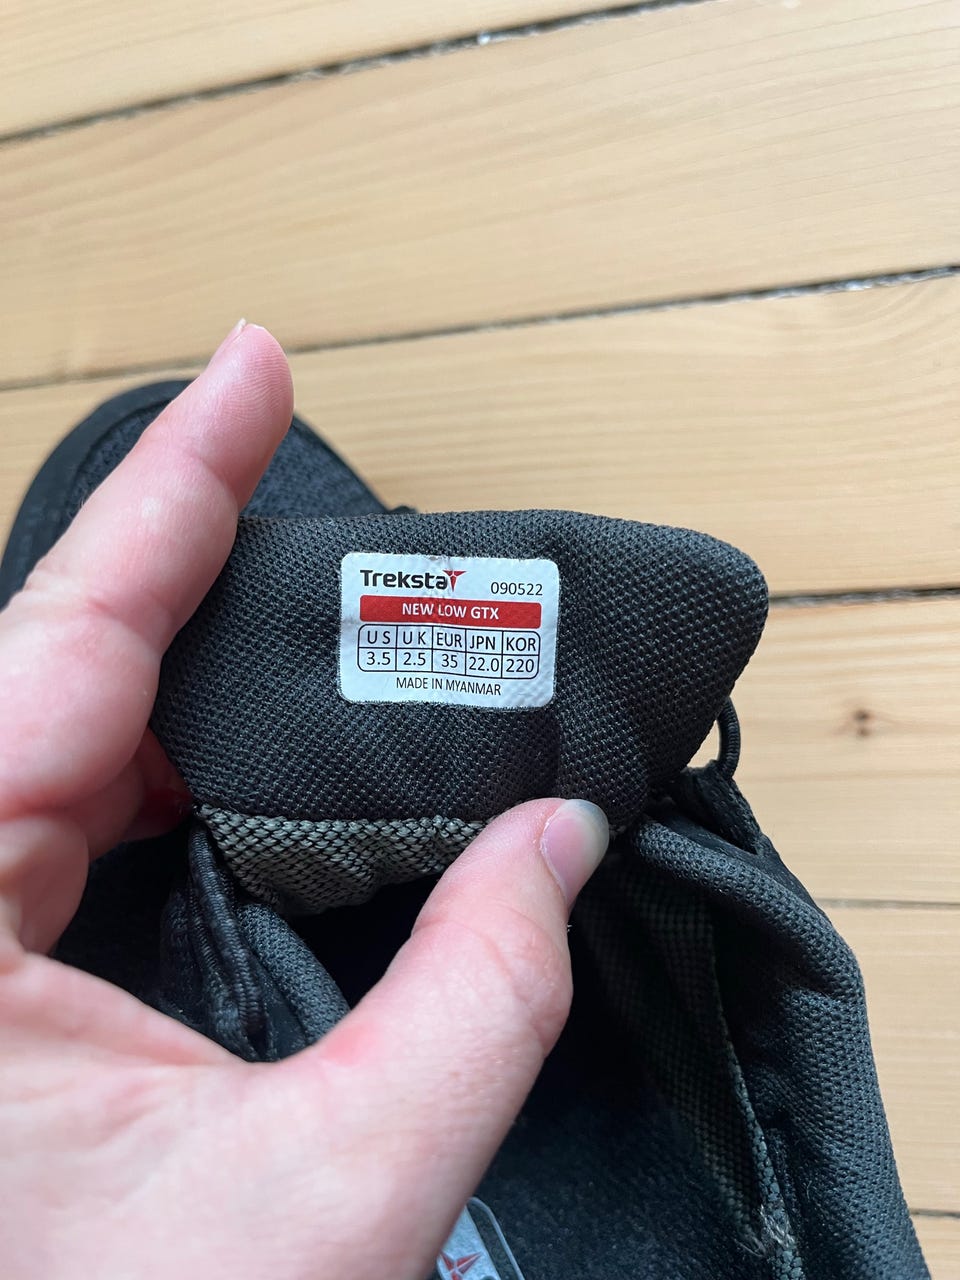 Treksta
090522
NEW LOW GTX
US UK EUR JPN KOR
3.5 2.5 35 22.0 220
MADE IN MYANMAR